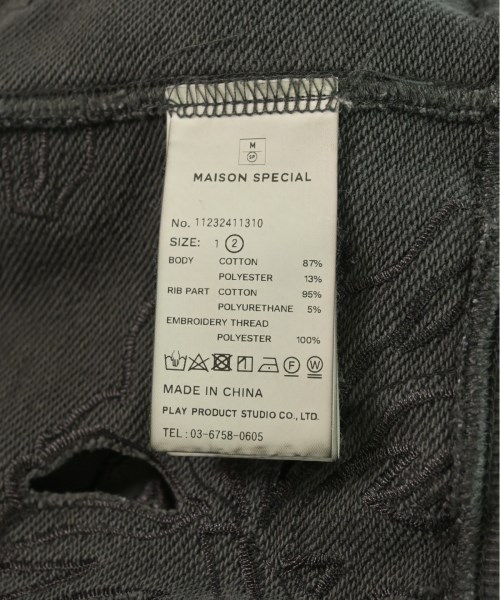 M
SP
MAISON SPECIAL
No. 11232411310
SIZE: 1 2
BODY COTTON 87%
POLYESTER 13%
RIB PART COTTON 95%
POLYURETHANE 5%
EMBROIDERY THREAD
POLYESTER 100%
F W
MADE IN CHINA
PLAY PRODUCT STUDIO CO., LTD.
TEL: 03-6758-0605